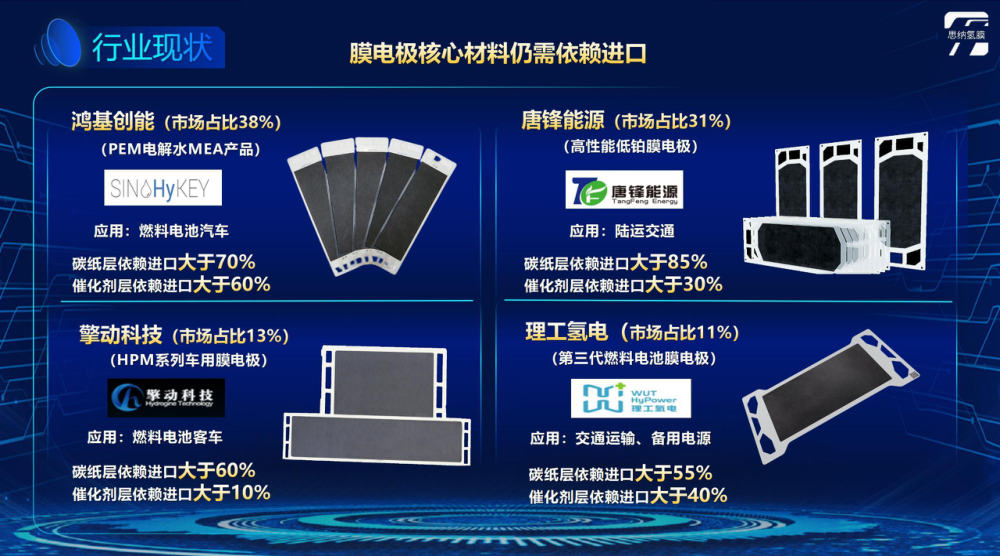 行业现状
膜电极核心材料仍需依赖进口
思纳氢膜
鸿基创能（市场占比38%）
（PEM电解水MEA产品）
SINOHyKEY
应用：燃料电池汽车
碳纸层依赖进口大于70%
催化剂层依赖进口大于60%
唐锋能源（市场占比31%）
（高性能低铂膜电极）
唐锋能源
TangFeng Energy
应用：陆运交通
碳纸层依赖进口大于85%
催化剂层依赖进口大于30%
擎动科技（市场占比13%）
（HPM系列车用膜电极）
擎动科技
Hydrogine Technology
应用：燃料电池客车
碳纸层依赖进口大于60%
催化剂层依赖进口大于10%
理工氢电（市场占比11%）
（第三代燃料电池膜电极）
WUT
HyPower
理工氢电
应用：交通运输、备用电源
碳纸层依赖进口大于55%
催化剂层依赖进口大于40%